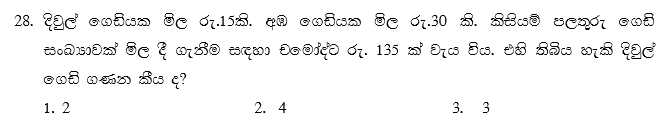 28. දිවුල් ගෙඩියක මිල රු.15කි. අඹ ගෙඩියක මිල රු.30 කි. කිසියම් පලතුරු ගෙඩි
සංඛ්‍යාවක් මිල දී ගැනීම සඳහා චමෝද්ට රු. 135 ක් වැය විය. එහි තිබිය හැකි දිවුල්
ගෙඩි ගණන කීය ද?
1. 2 2. 4 3. 3